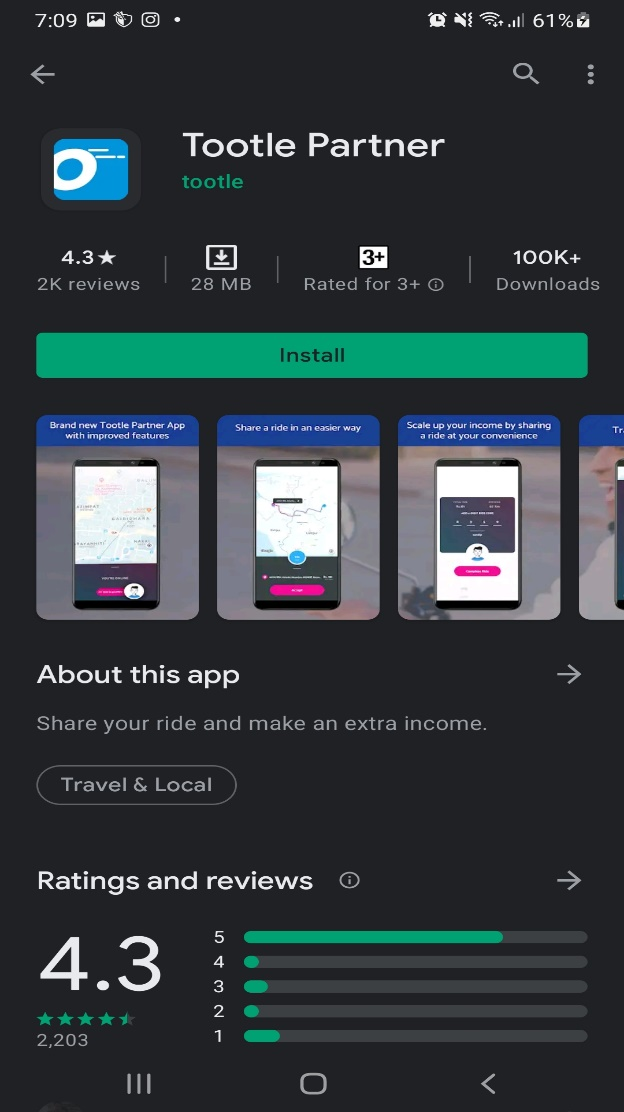 7:09
61%
Tootle Partner
tootle
4.3★
2K reviews
28 MB
3+
Rated for 3+
100K+
Downloads
Install
Brand new Tootle Partner App
with improved features
Share a ride in an easier way
Scale up your income by sharing
a ride at your convenience
Tr
About this app
Share your ride and make an extra income.
Travel & Local
Ratings and reviews
4.3
2,203
5
4
3
2
1